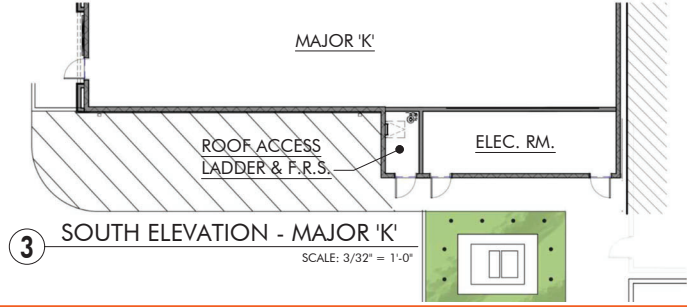 MAJOR 'K'
ROOF ACCESS
LADDER & F.R.S.
ELEC. RM.
3
SOUTH ELEVATION - MAJOR 'K'
SCALE: 3/32" = 1'-0"